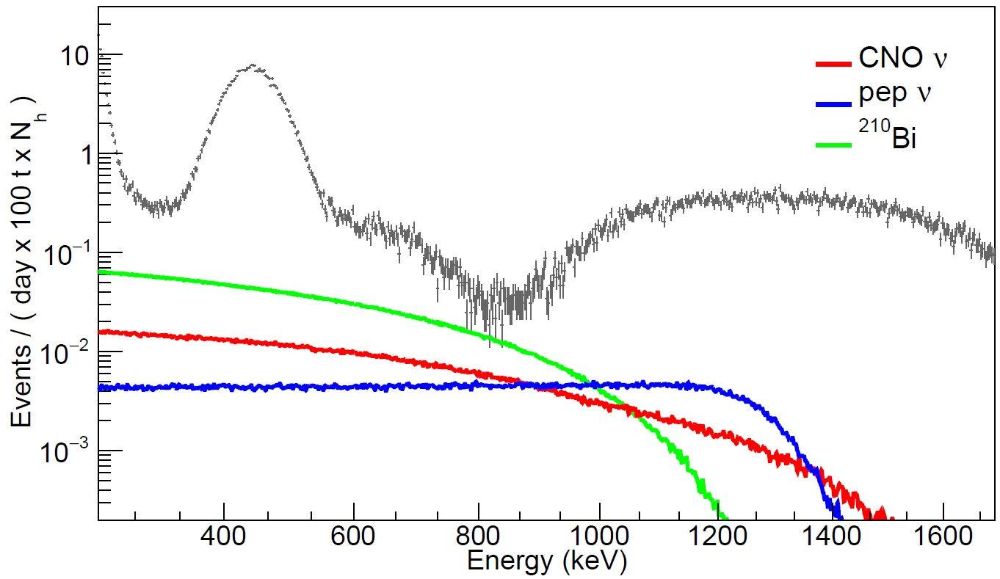 Events / ( day x 100 t x N_h )
10
1
10⁻¹
10⁻²
10⁻³
CNO ν
pep ν
²¹⁰Bi
400 600 800 1000 1200 1400 1600
Energy (keV)